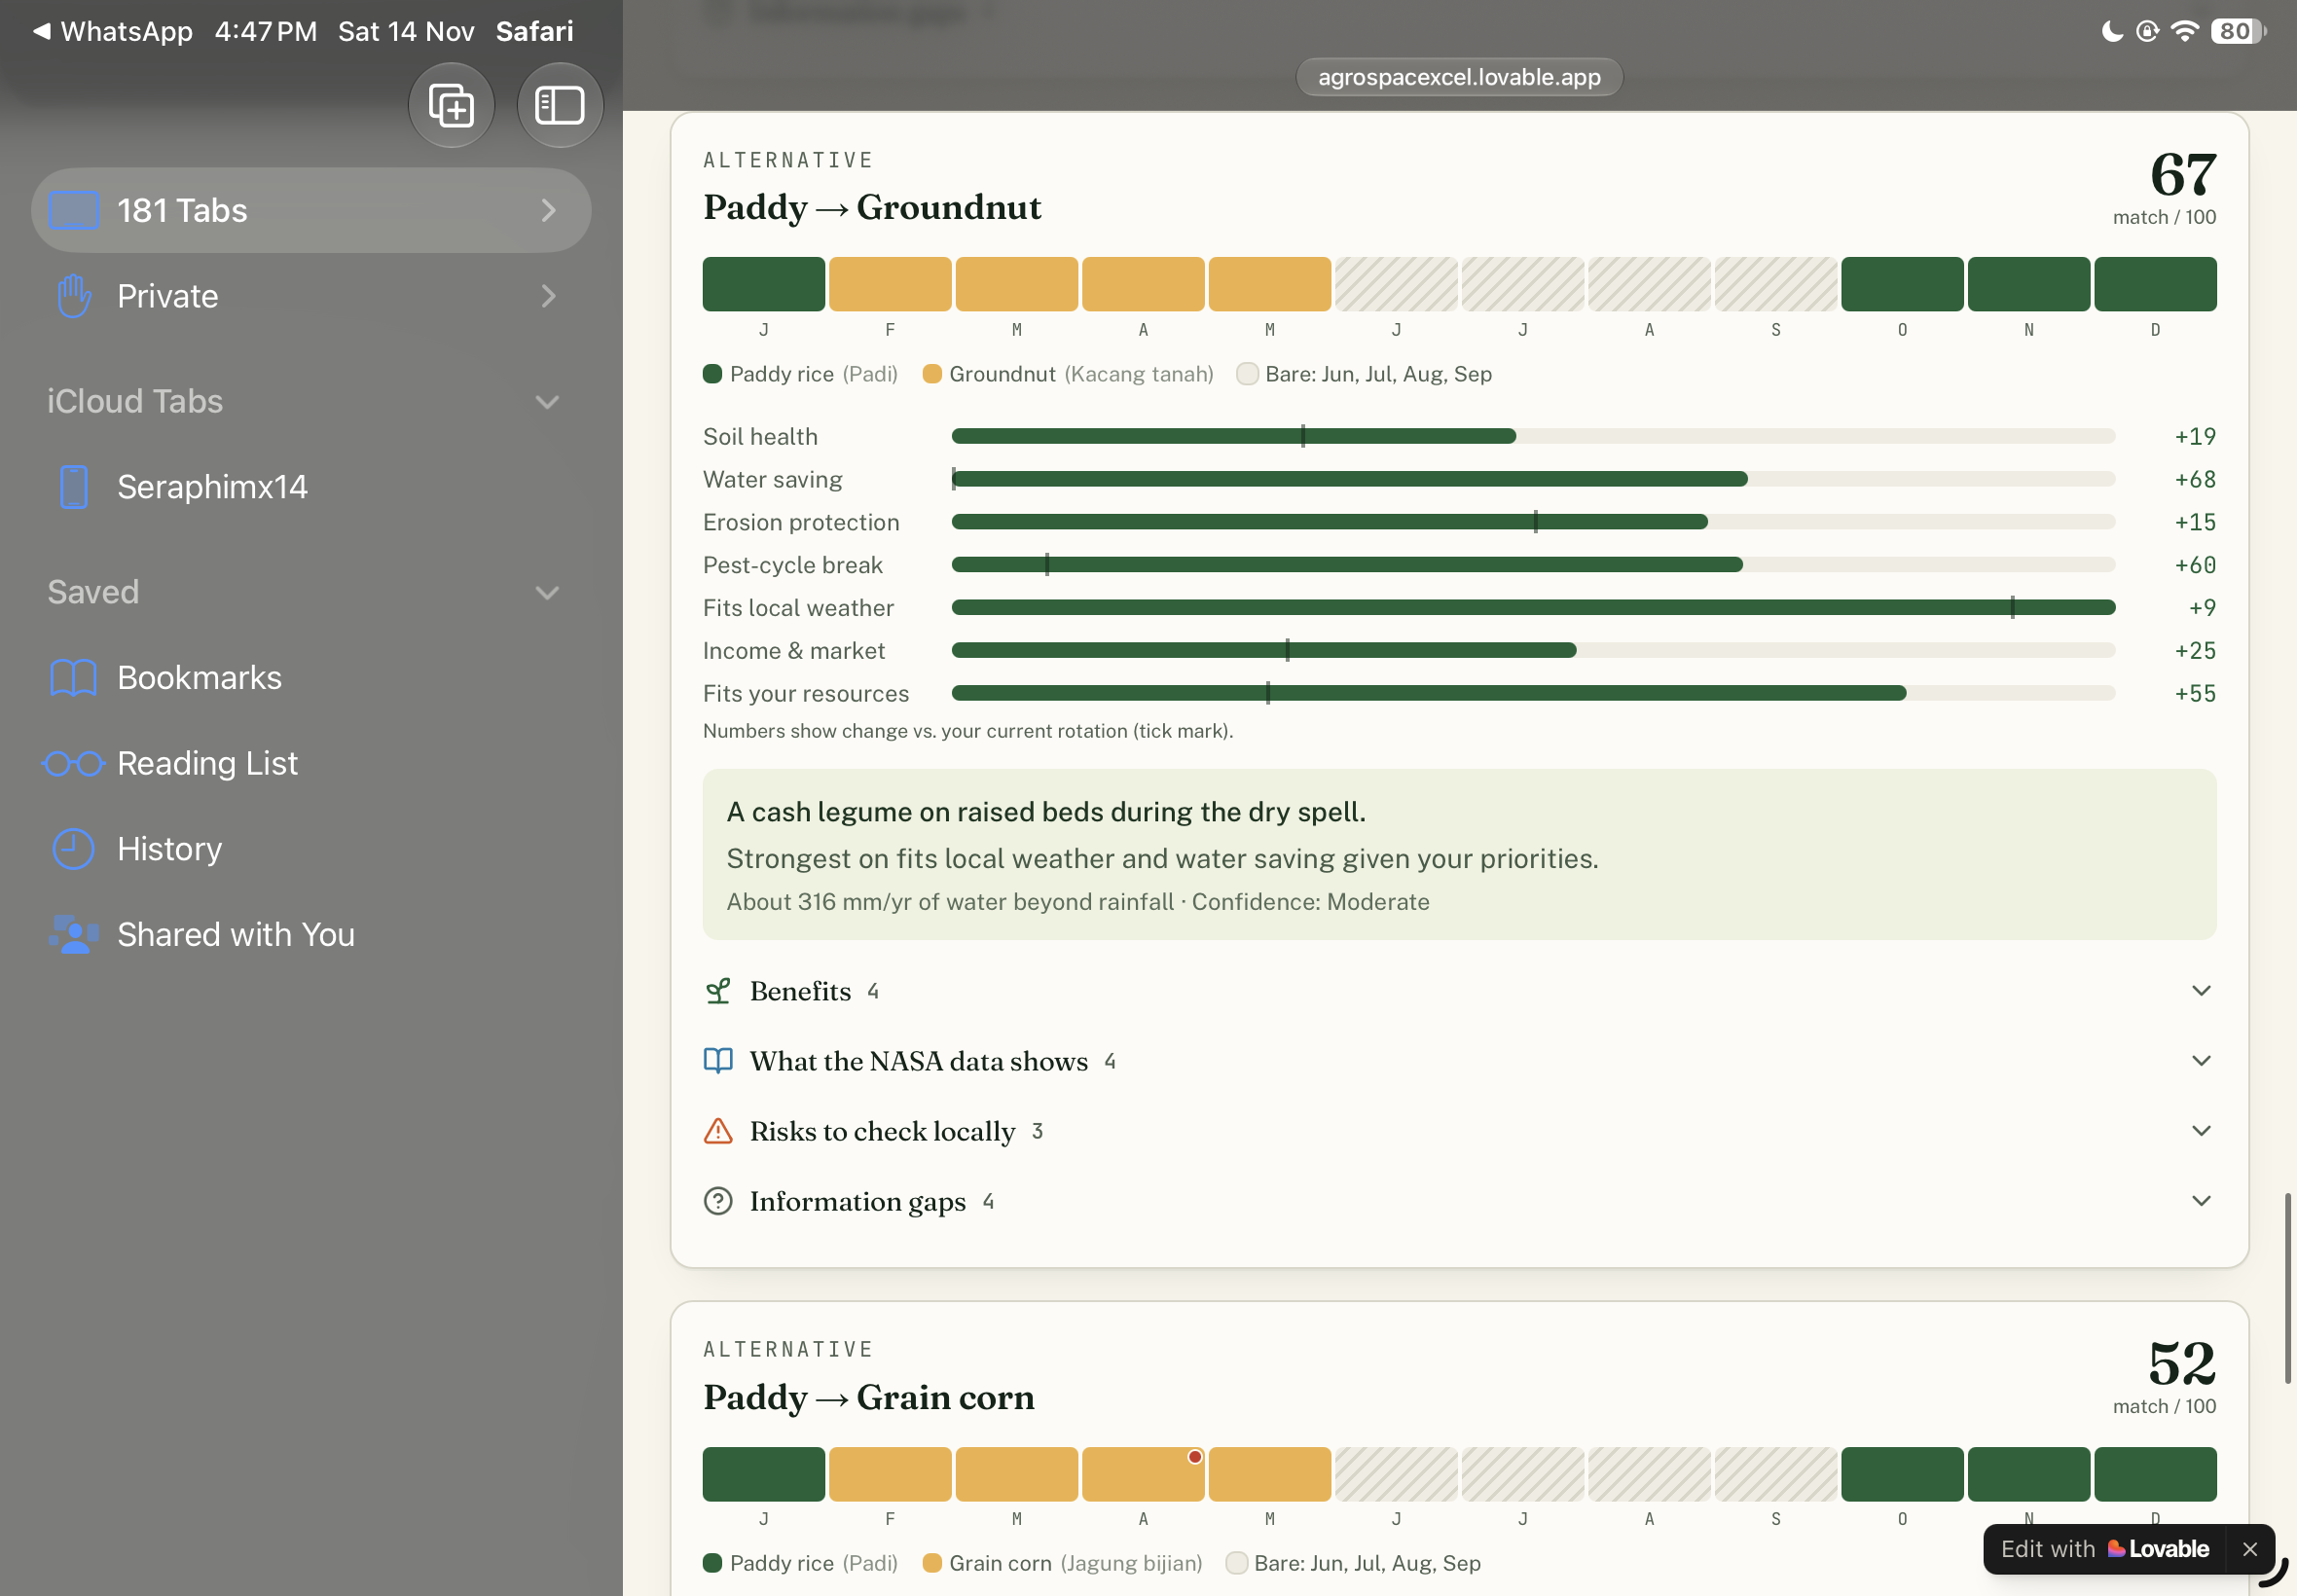 WhatsApp 4:47 PM Sat 14 Nov Safari
80
181 Tabs
Private
iCloud Tabs
Seraphimx14
Saved
Bookmarks
Reading List
History
Shared with You
agrospacexcel.lovable.app
ALTERNATIVE
Paddy → Groundnut
67
match / 100
J F M A M J J A S O N D
Paddy rice (Padi) Groundnut (Kacang tanah) Bare: Jun, Jul, Aug, Sep
Soil health +19
Water saving +68
Erosion protection +15
Pest-cycle break +60
Fits local weather +9
Income & market +25
Fits your resources +55
Numbers show change vs. your current rotation (tick mark).
A cash legume on raised beds during the dry spell.
Strongest on fits local weather and water saving given your priorities.
About 316 mm/yr of water beyond rainfall · Confidence: Moderate
Benefits 4
What the NASA data shows 4
Risks to check locally 3
Information gaps 4
ALTERNATIVE
Paddy → Grain corn
52
match / 100
J F M A M J J A S O N D
Paddy rice (Padi) Grain corn (Jagung bijian) Bare: Jun, Jul, Aug, Sep
Edit with Lovable